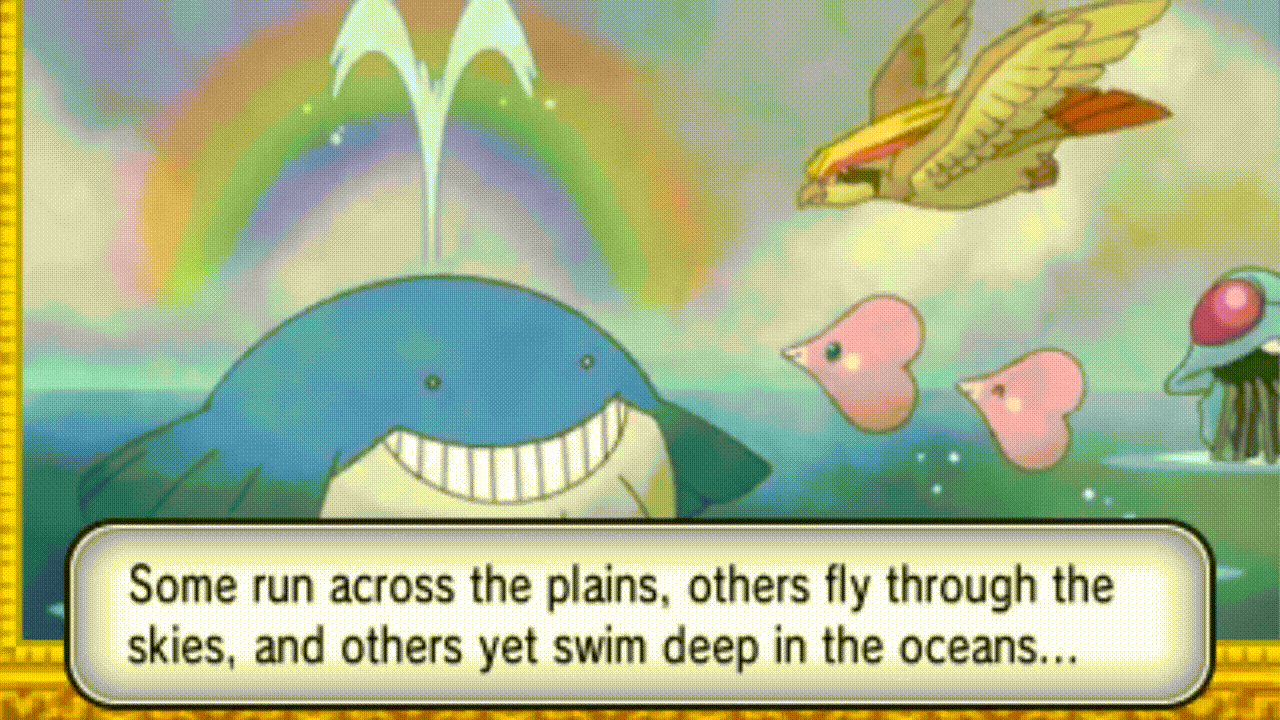 Some run across the plains, others fly through the
skies, and others yet swim deep in the oceans...